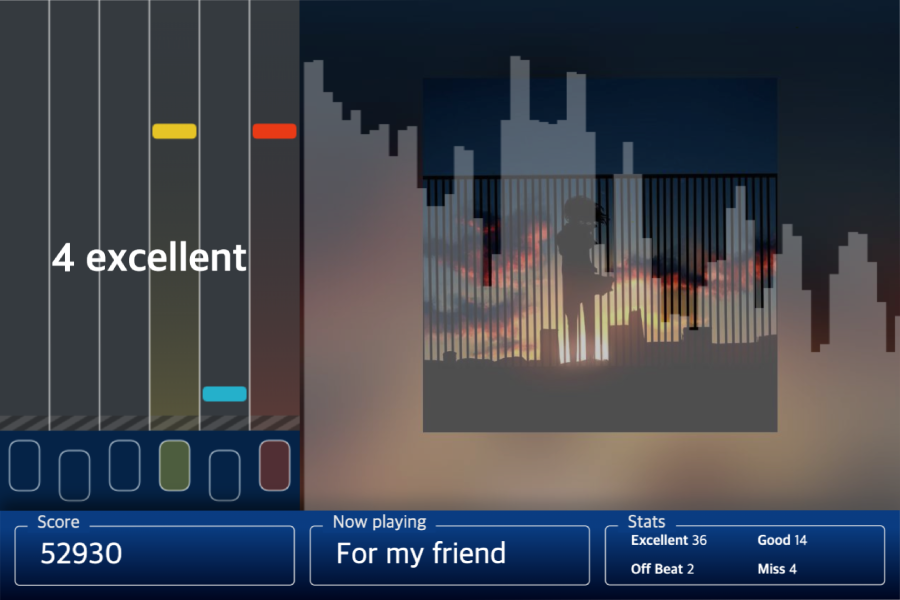 4 excellent
Score
52930
Now playing
For my friend
Stats
Excellent 36
Good 14
Off Beat 2
Miss 4